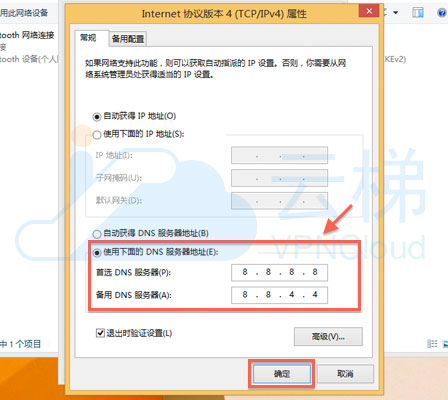 用此网络设备
Internet 协议版本 4 (TCP/IPv4) 属性
tooth 网络连接
接
tooth 设备(个人
KEv2)
常规
备用配置
如果网络支持此功能，则可以获取自动指派的 IP 设置。否则，你需要从网
络系统管理员处获得适当的 IP 设置。
自动获得 IP 地址(O)
使用下面的 IP 地址(S):
IP 地址(I):
子网掩码(U):
默认网关(D):
云梯
VPNCloud
自动获得 DNS 服务器地址(B)
使用下面的 DNS 服务器地址(E):
首选 DNS 服务器(P):
8 . 8 . 8 . 8
备用 DNS 服务器(A):
8 . 8 . 4 . 4
退出时验证设置(L)
高级(V)...
中 1 个项目
确定
取消